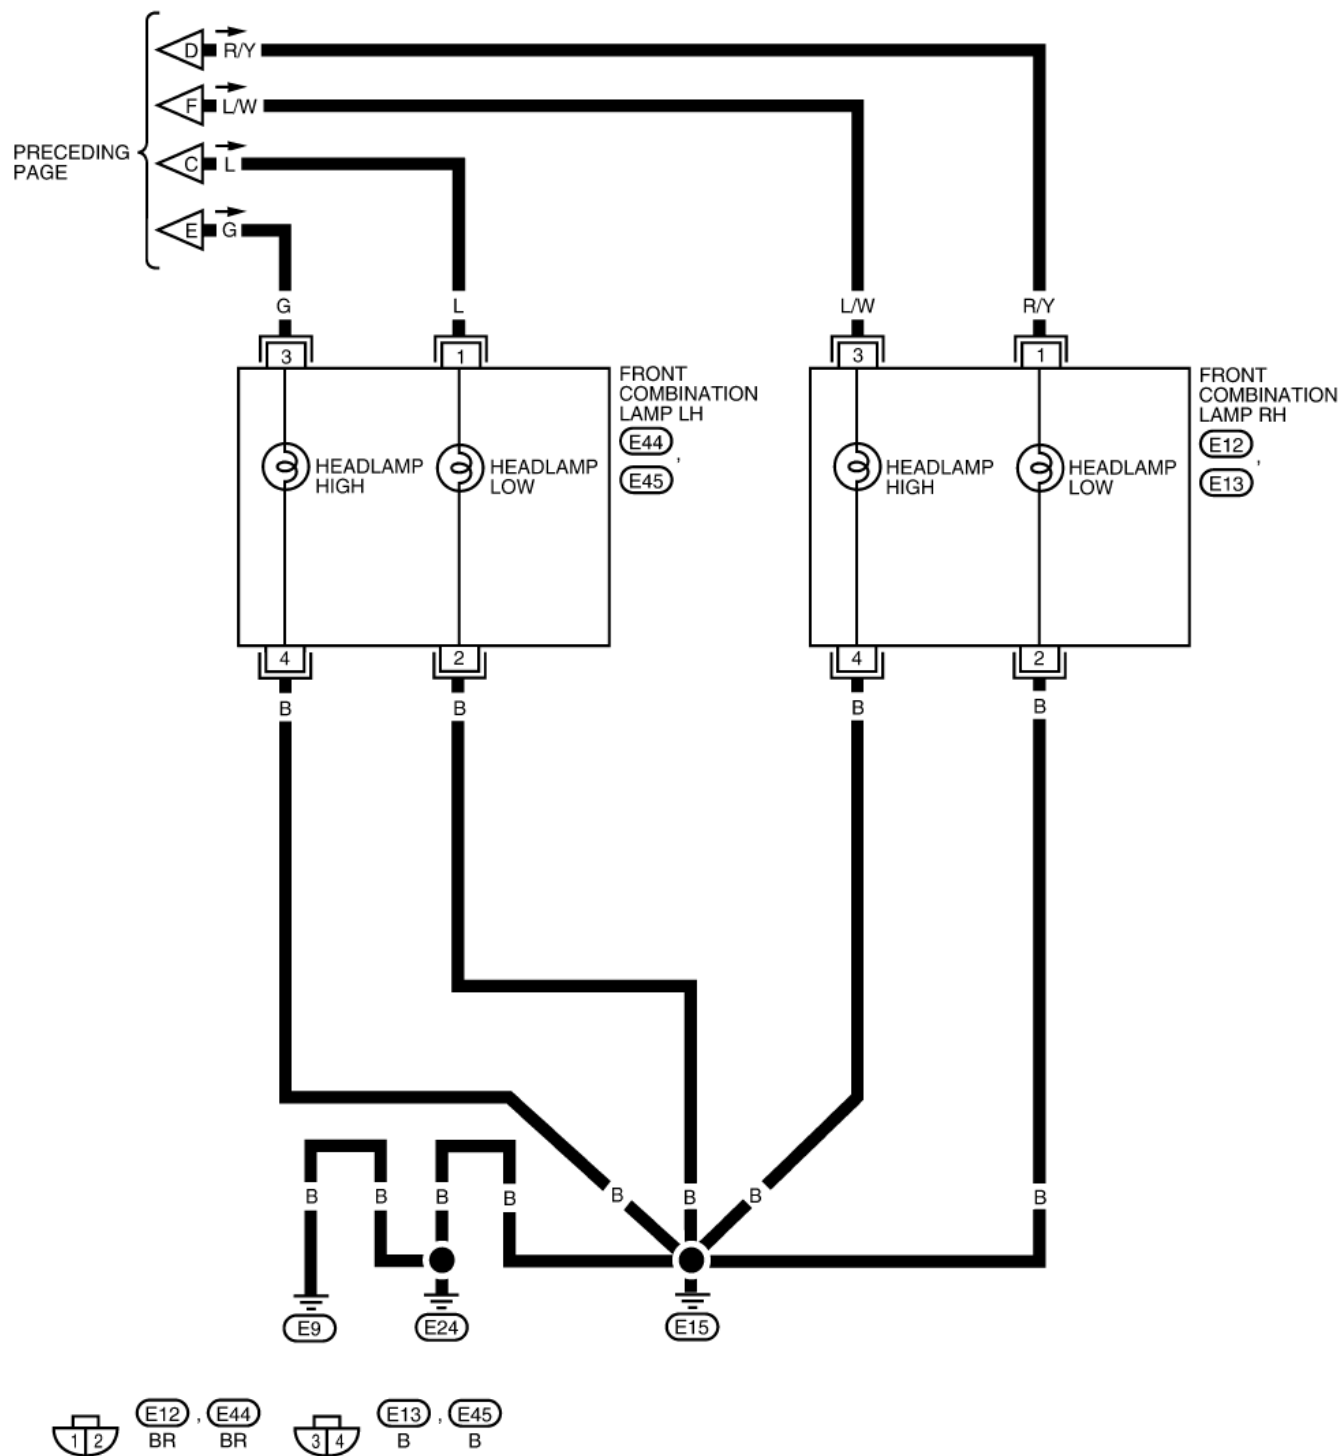 D R/Y
F L/W
PRECEDING
PAGE
C L
E G
G L L/W R/Y
3 1 3 1
FRONT
COMBINATION
LAMP LH
E44 ,
E45
FRONT
COMBINATION
LAMP RH
E12 ,
E13
HEADLAMP
HIGH
HEADLAMP
LOW
HEADLAMP
HIGH
HEADLAMP
LOW
4 2 4 2
B B B B
B B B B B B B B
E9 E24 E15
1 2 E12 , E44 3 4 E13 , E45
BR BR B B